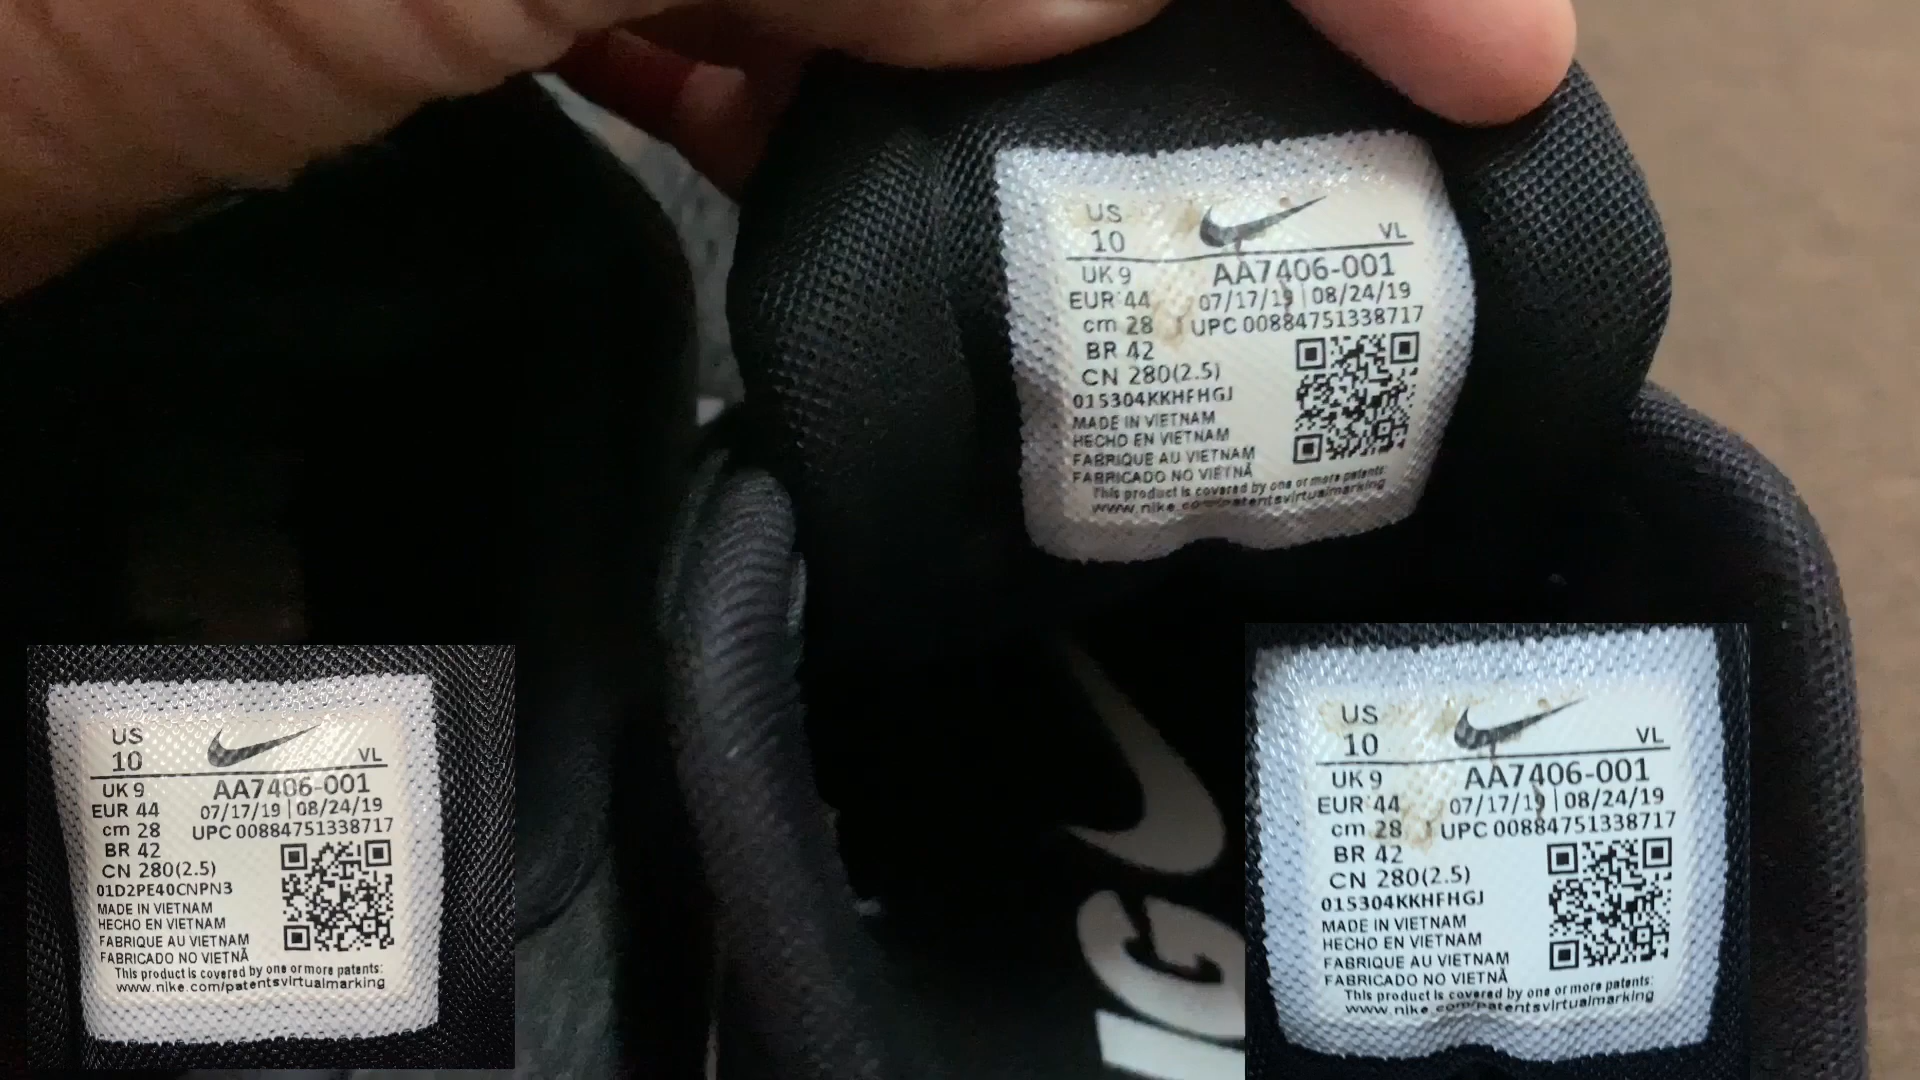 US
10
VL
UK 9
AA7406-001
EUR 44
07/17/19 | 08/24/19
cm 28
UPC 00884751338717
BR 42
CN 280(2.5)
015304KKHFHGJ
MADE IN VIETNAM
HECHO EN VIETNAM
FABRIQUE AU VIETNAM
FABRICADO NO VIETNÃ
This product is covered by one or more patents:
www.nike.com/patentsvirtualmarking
US
10
VL
UK 9
AA7406-001
EUR 44
07/17/19 | 08/24/19
cm 28
UPC 00884751338717
BR 42
CN 280(2.5)
01D2PE40CNPN3
MADE IN VIETNAM
HECHO EN VIETNAM
FABRIQUE AU VIETNAM
FABRICADO NO VIETNÃ
This product is covered by one or more patents:
www.nike.com/patentsvirtualmarking
US
10
VL
UK 9
AA7406-001
EUR 44
07/17/19 | 08/24/19
cm 28
UPC 00884751338717
BR 42
CN 280(2.5)
015304KKHFHGJ
MADE IN VIETNAM
HECHO EN VIETNAM
FABRIQUE AU VIETNAM
FABRICADO NO VIETNÃ
This product is covered by one or more patents:
www.nike.com/patentsvirtualmarking